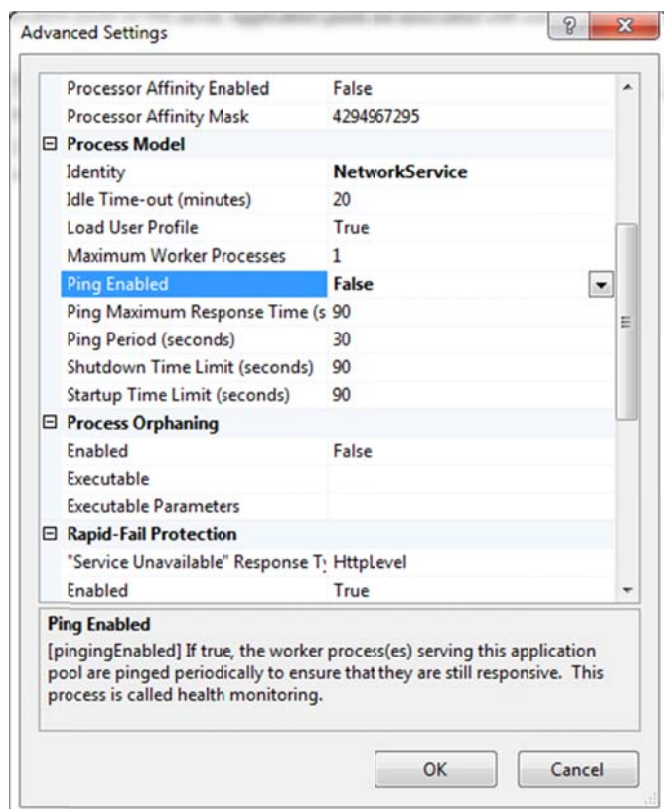 Advanced Settings
Processor Affinity Enabled False
Processor Affinity Mask 4294967295
Process Model
Identity NetworkService
Idle Time-out (minutes) 20
Load User Profile True
Maximum Worker Processes 1
Ping Enabled False
Ping Maximum Response Time (s 90
Ping Period (seconds) 30
Shutdown Time Limit (seconds) 90
Startup Time Limit (seconds) 90
Process Orphaning
Enabled False
Executable
Executable Parameters
Rapid-Fail Protection
"Service Unavailable" Response Ty HttpLevel
Enabled True
Ping Enabled
[pingingEnabled] If true, the worker process(es) serving this application
pool are pinged periodically to ensure that they are still responsive. This
process is called health monitoring.
OK Cancel